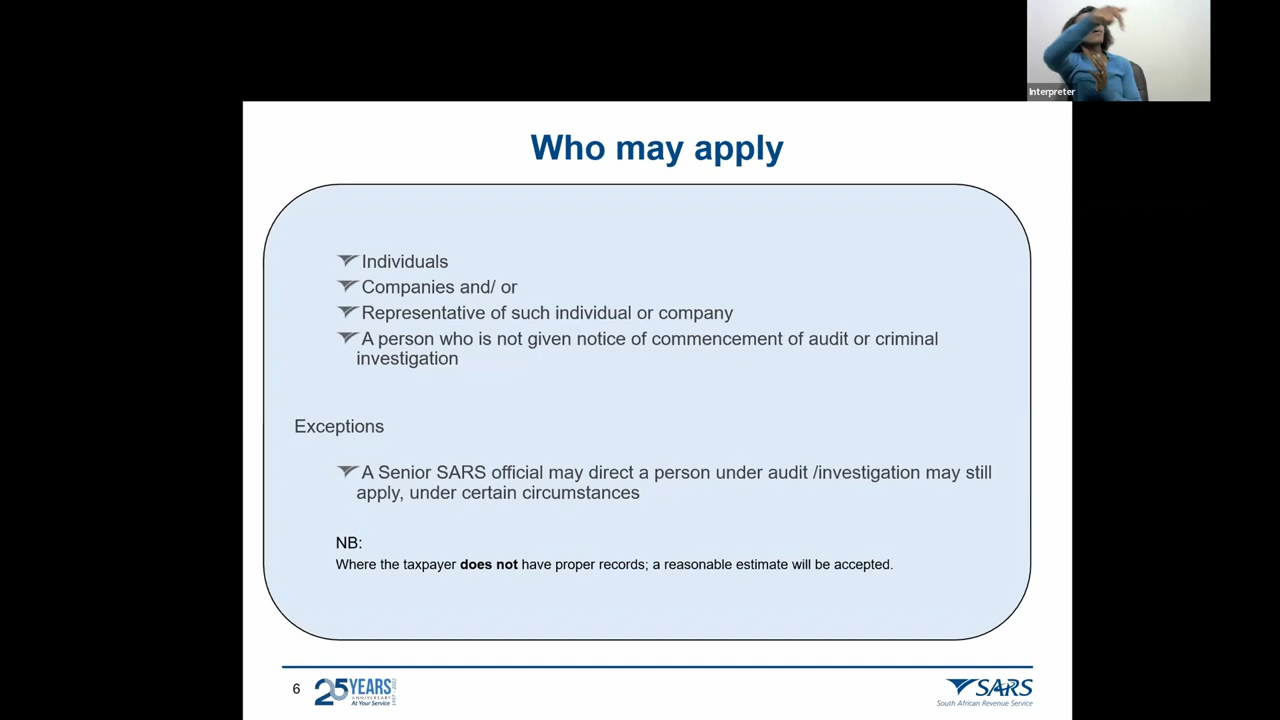 Interpreter
Who may apply
Individuals
Companies and/ or
Representative of such individual or company
A person who is not given notice of commencement of audit or criminal
investigation
Exceptions
A Senior SARS official may direct a person under audit /investigation may still
apply, under certain circumstances
NB:
Where the taxpayer does not have proper records; a reasonable estimate will be accepted.
6
25 YEARS
ANNIVERSARY
At Your Service
1997 - 2022
SARS
South African Revenue Service